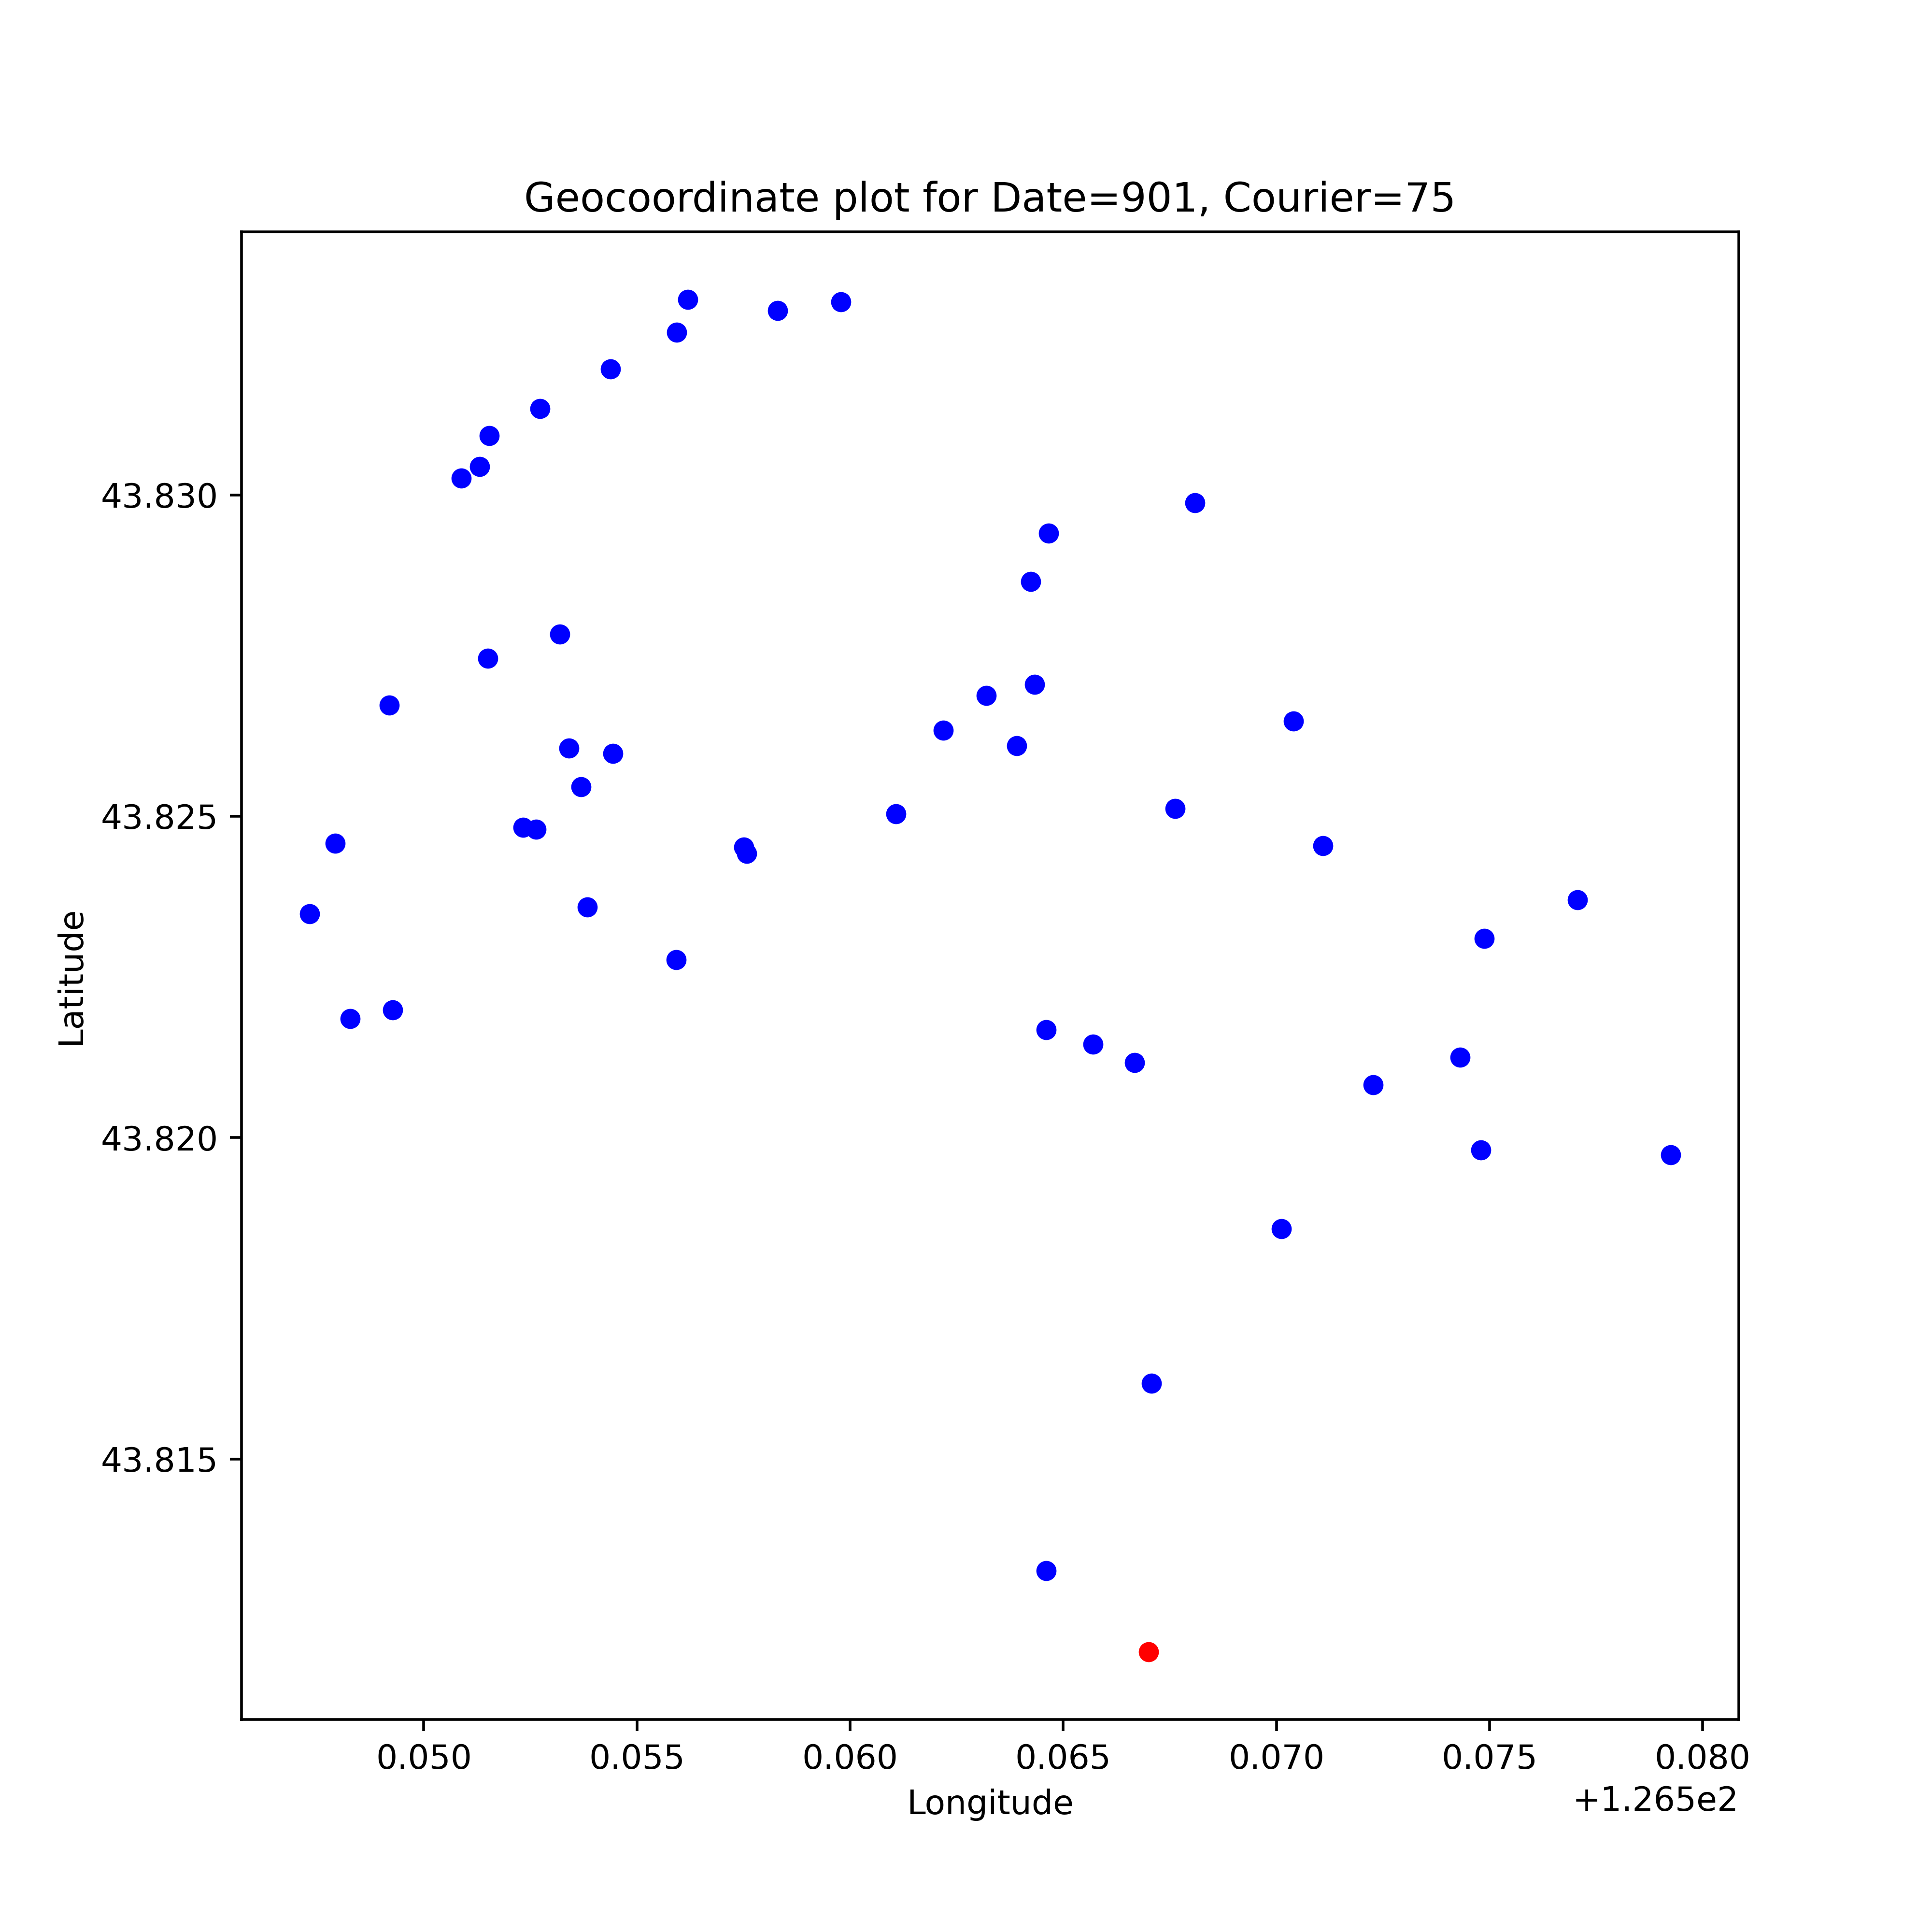 Geocoordinate plot for Date=901, Courier=75
43.830
43.825
43.820
43.815
Latitude
0.050 0.055 0.060 0.065 0.070 0.075 0.080
Longitude
+1.265e2